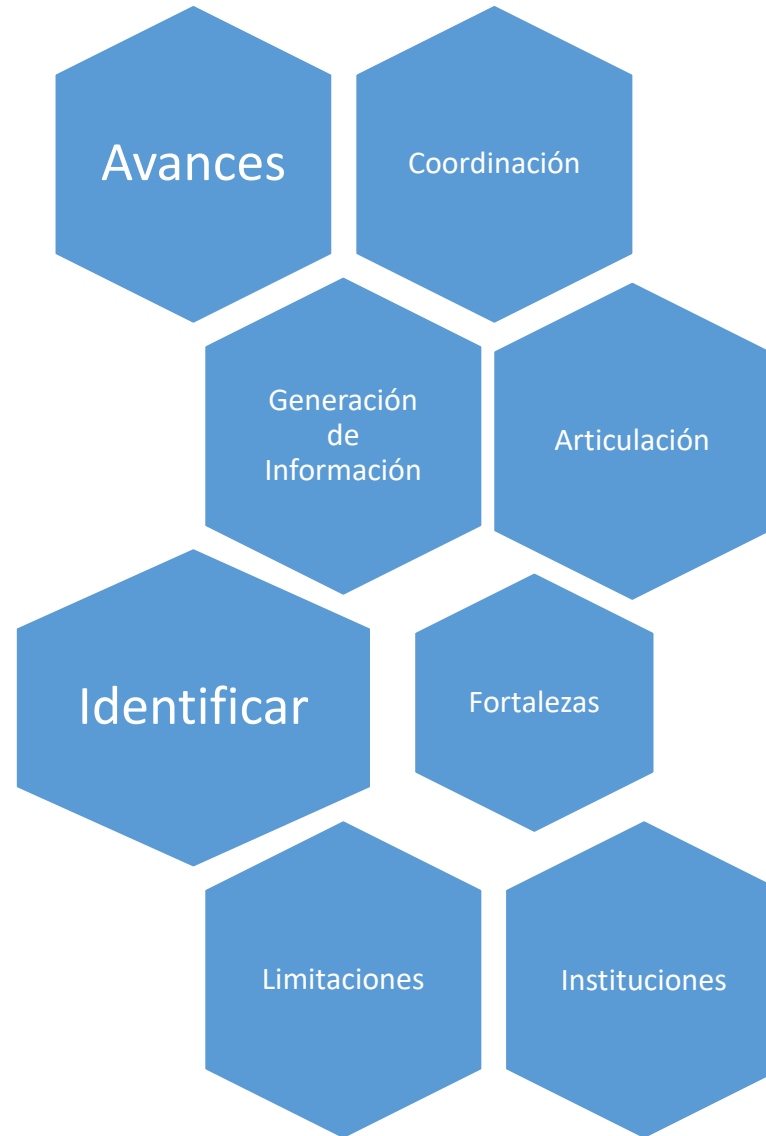 Avances
Coordinación
Generación
de
Información
Articulación
Identificar
Fortalezas
Limitaciones
Instituciones